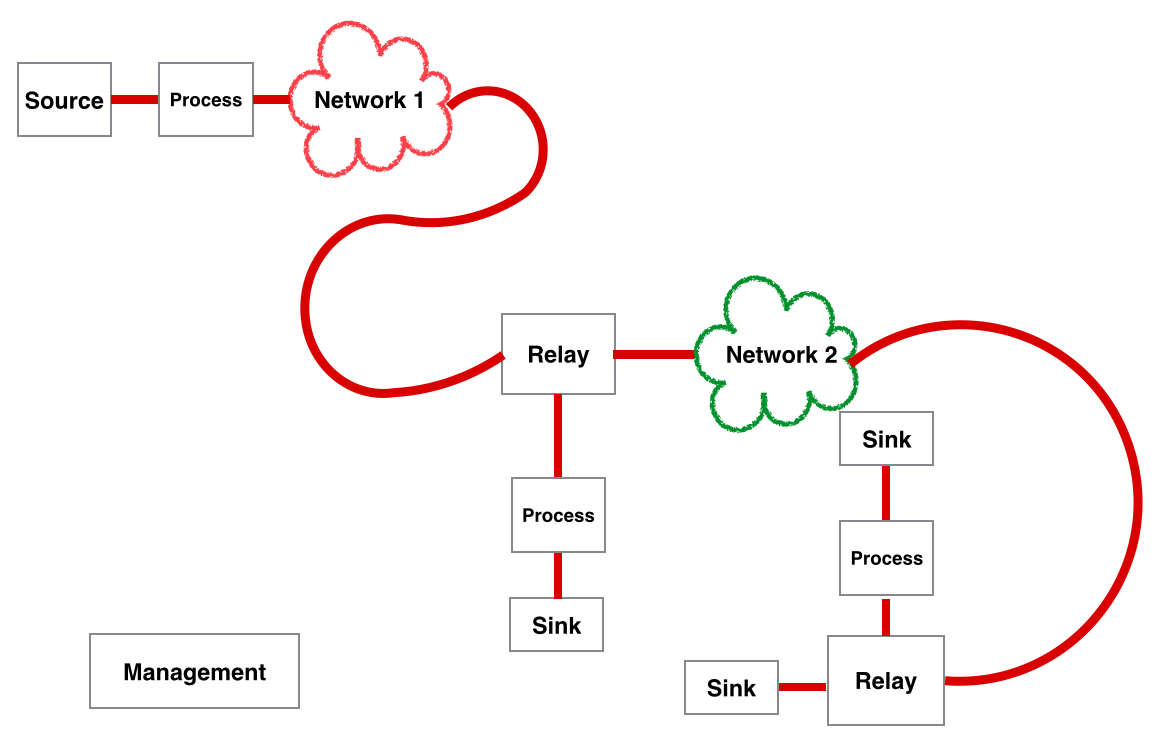 Source
Process
Network 1
Relay
Network 2
Sink
Process
Process
Sink
Management
Sink
Relay